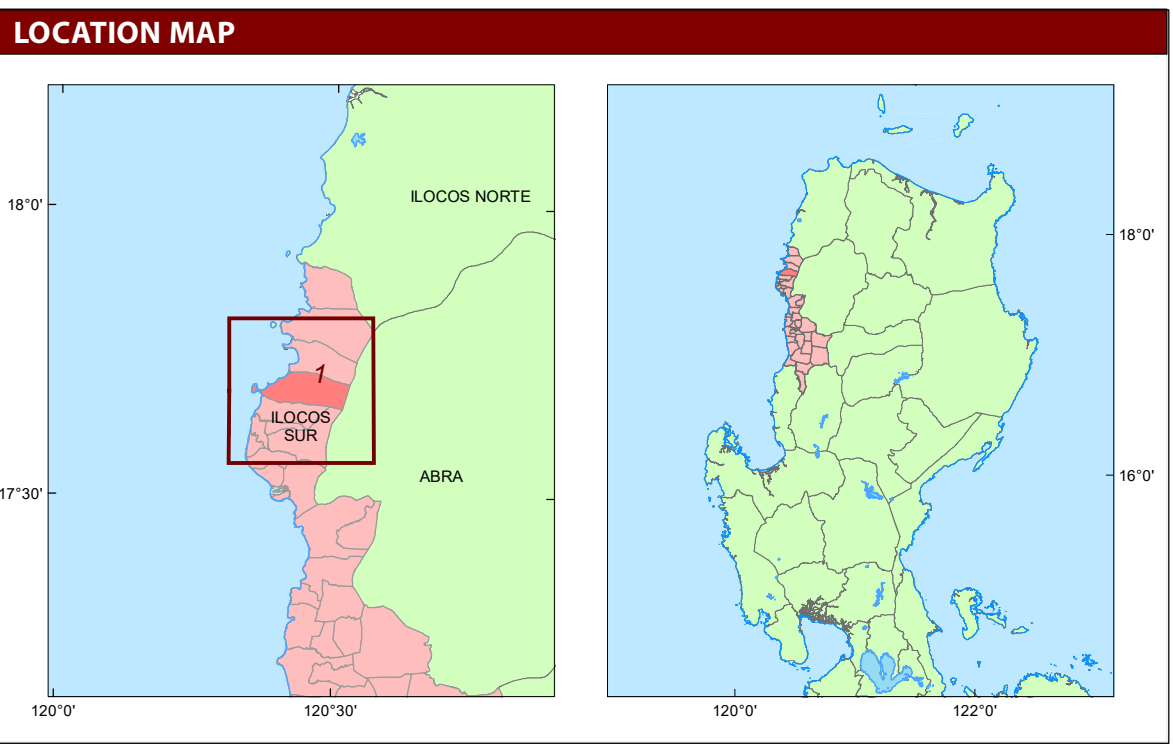 LOCATION MAP
ILOCOS NORTE
18°0'
18°0'
1
ILOCOS
SUR
ABRA
17°30'
16°0'
120°0'
120°30'
120°0'
122°0'